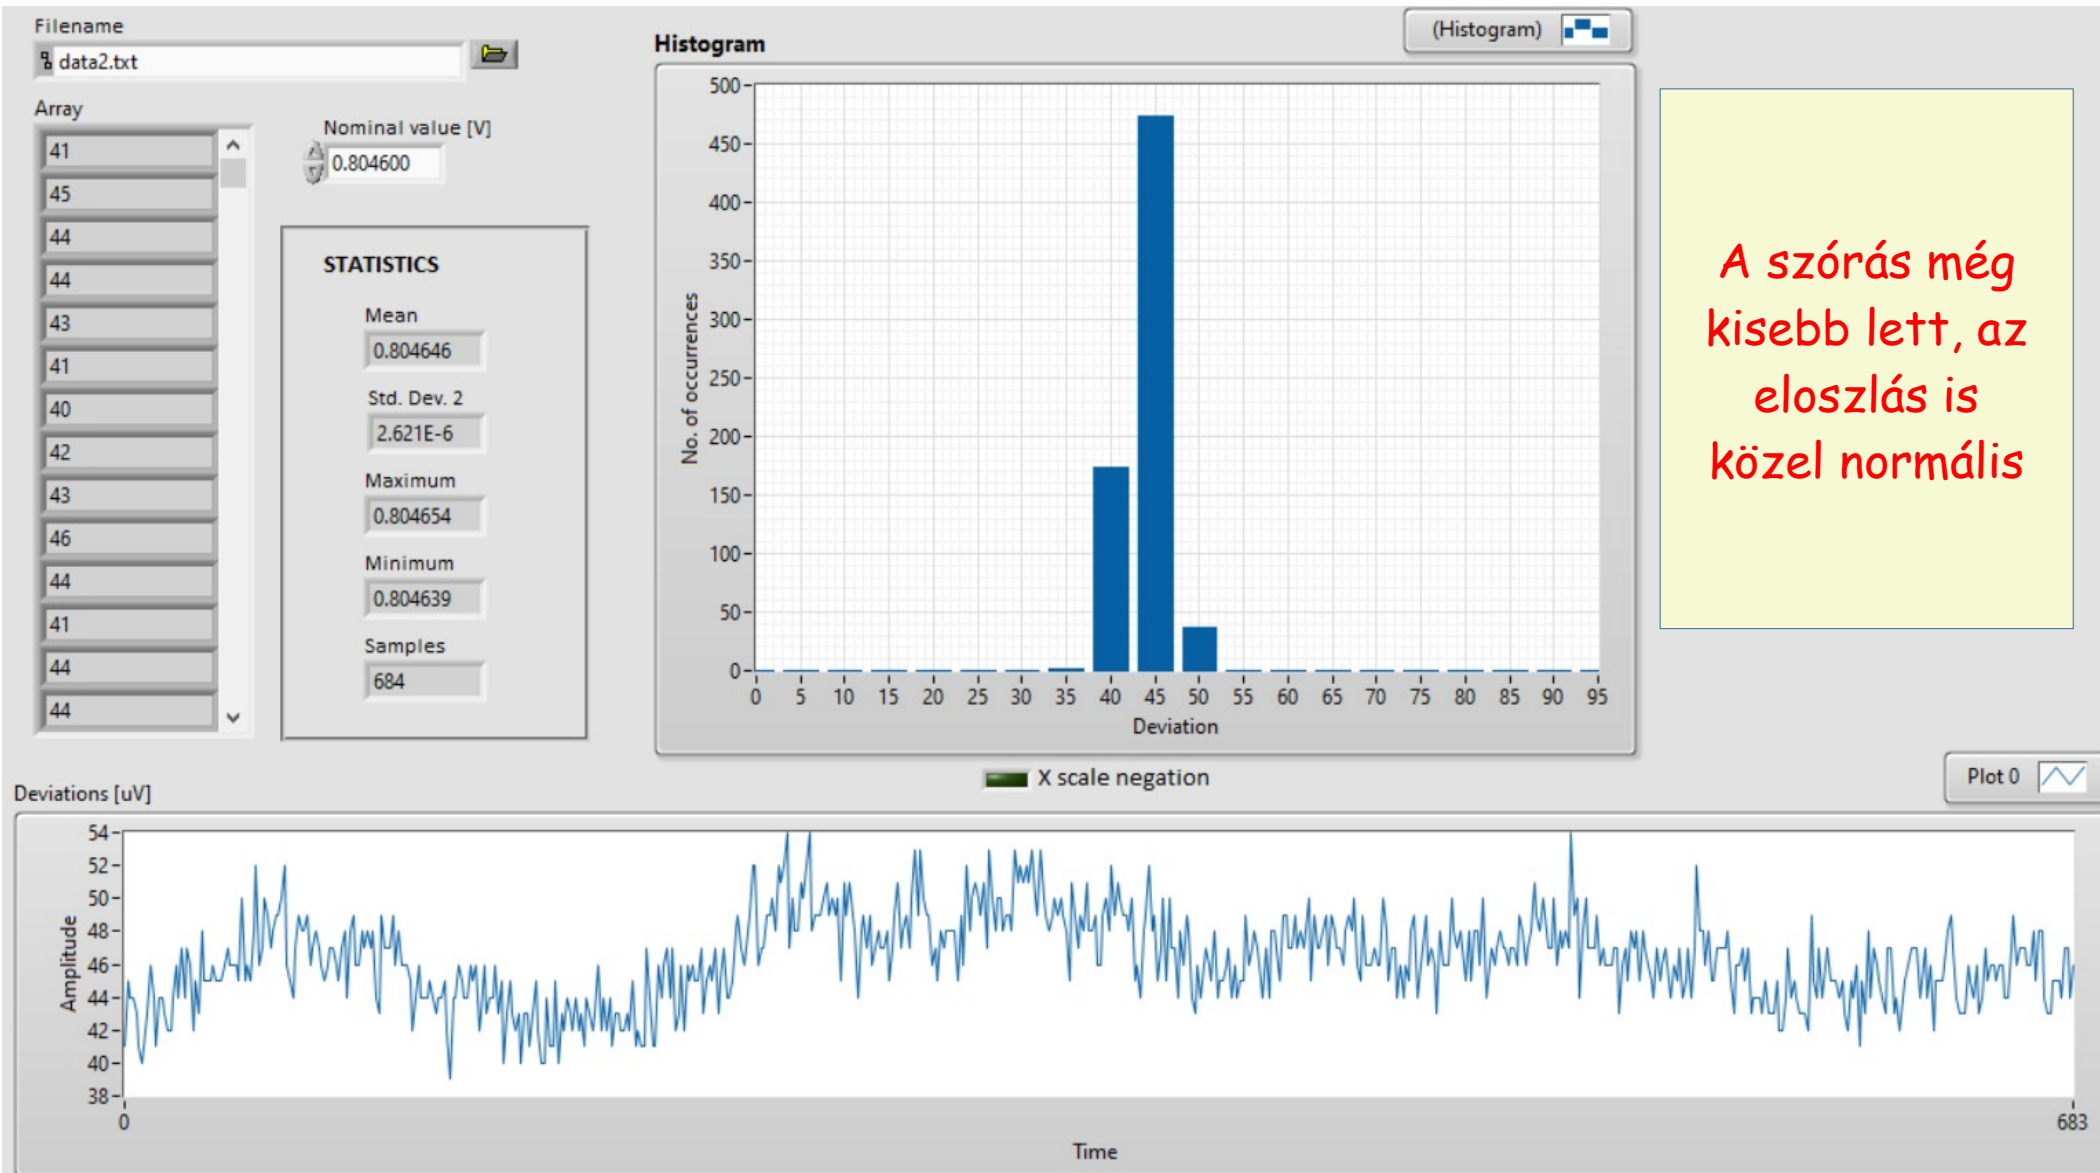 Filename
data2.txt
Array
41
45
44
44
43
41
40
42
43
46
44
41
44
44
Nominal value [V]
0.804600
STATISTICS
Mean
0.804646
Std. Dev. 2
2.621E-6
Maximum
0.804654
Minimum
0.804639
Samples
684
Histogram
(Histogram)
500
450
400
350
300
250
200
150
100
50
0
No. of occurrences
0 5 10 15 20 25 30 35 40 45 50 55 60 65 70 75 80 85 90 95
Deviation
X scale negation
A szórás még
kisebb lett, az
eloszlás is
közel normális
Plot 0
Deviations [uV]
54
52
50
48
46
44
42
40
38
Amplitude
0 683
Time